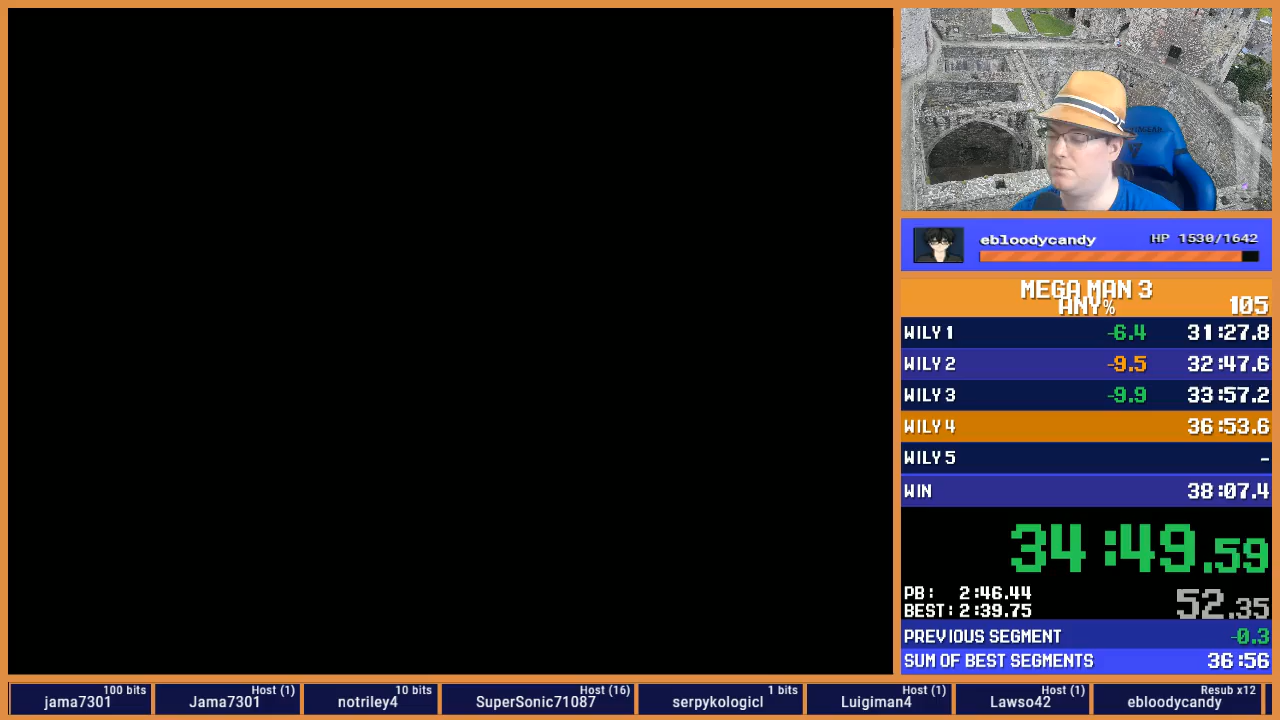 ebloodycandy HP 1530/1642
MEGA MAN 3
ANY% 105
WILY 1 -6.4 31:27.8
WILY 2 -9.5 32:47.6
WILY 3 -9.9 33:57.2
WILY 4 36:53.6
WILY 5 -
WIN 38:07.4
34:49.59
PB: 2:46.44
BEST: 2:39.75
52.35
PREVIOUS SEGMENT -0.3
SUM OF BEST SEGMENTS 36:56
100 bits
jama7301
Host (1)
Jama7301
10 bits
notriley4
Host (16)
SuperSonic71087
1 bits
serpykologicl
Host (1)
Luigiman4
Host (1)
Lawso42
Resub x12
ebloodycandy